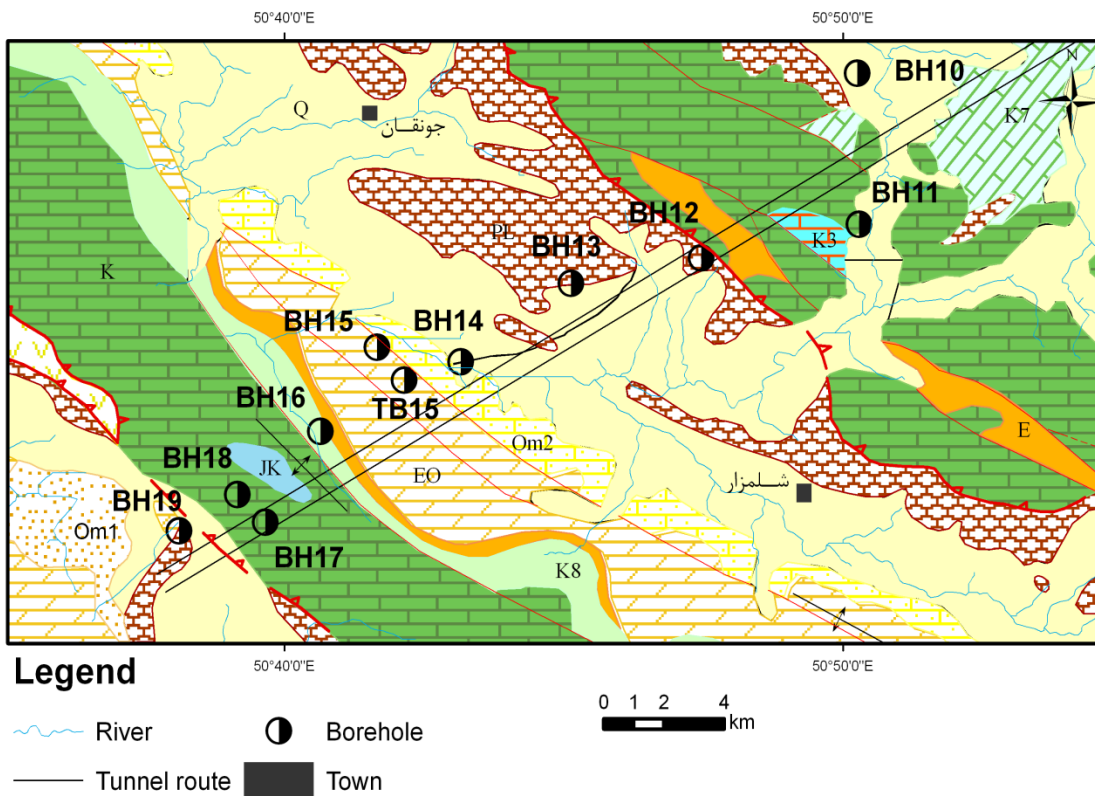 50°40'0"E
50°50'0"E
N
BH10
Q
جونقـان
K7
BH11
BH12
K3
PL
BH13
K
BH15
BH14
TB15
BH16
Om2
E
BH18
JK
EO
شـلمزار
BH19
Om1
BH17
K8
50°40'0"E
50°50'0"E
Legend
0 1 2 4
km
River
Borehole
Tunnel route
Town